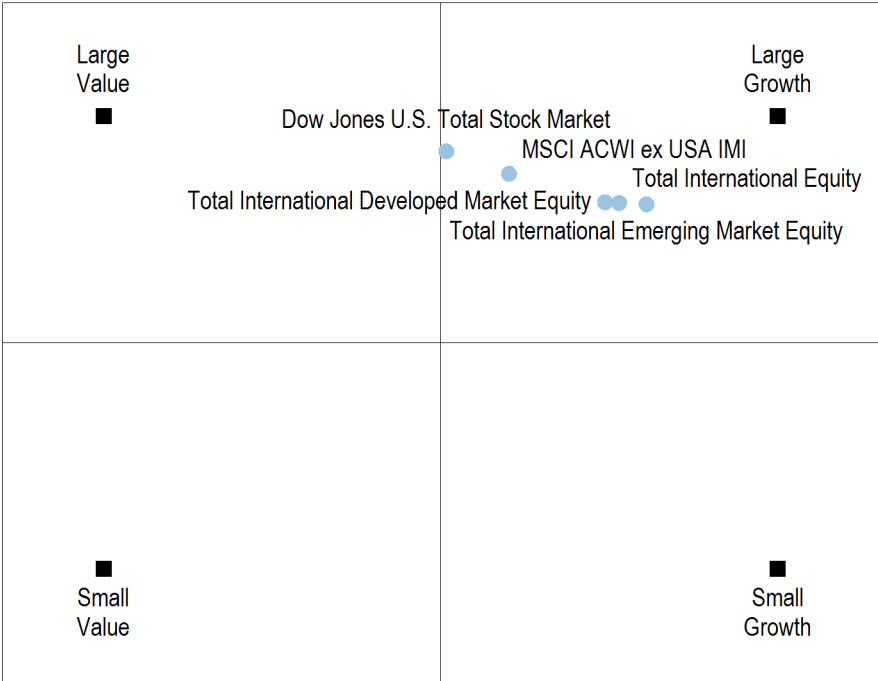 Large
Value
Large
Growth
Dow Jones U.S. Total Stock Market
MSCI ACWI ex USA IMI
Total International Equity
Total International Developed Market Equity
Total International Emerging Market Equity
Small
Value
Small
Growth